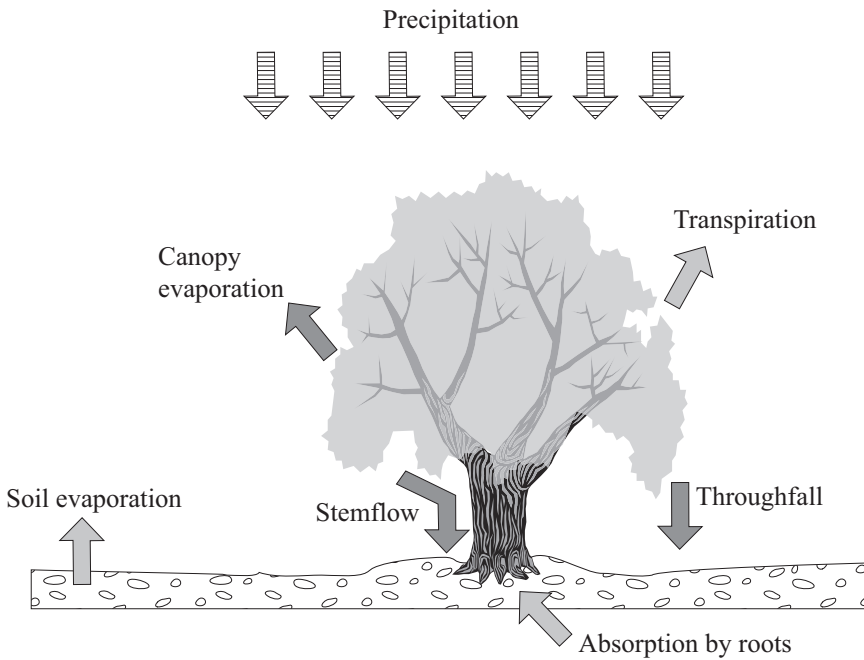 Precipitation
Transpiration
Canopy
evaporation
Soil evaporation
Stemflow
Throughfall
Absorption by roots